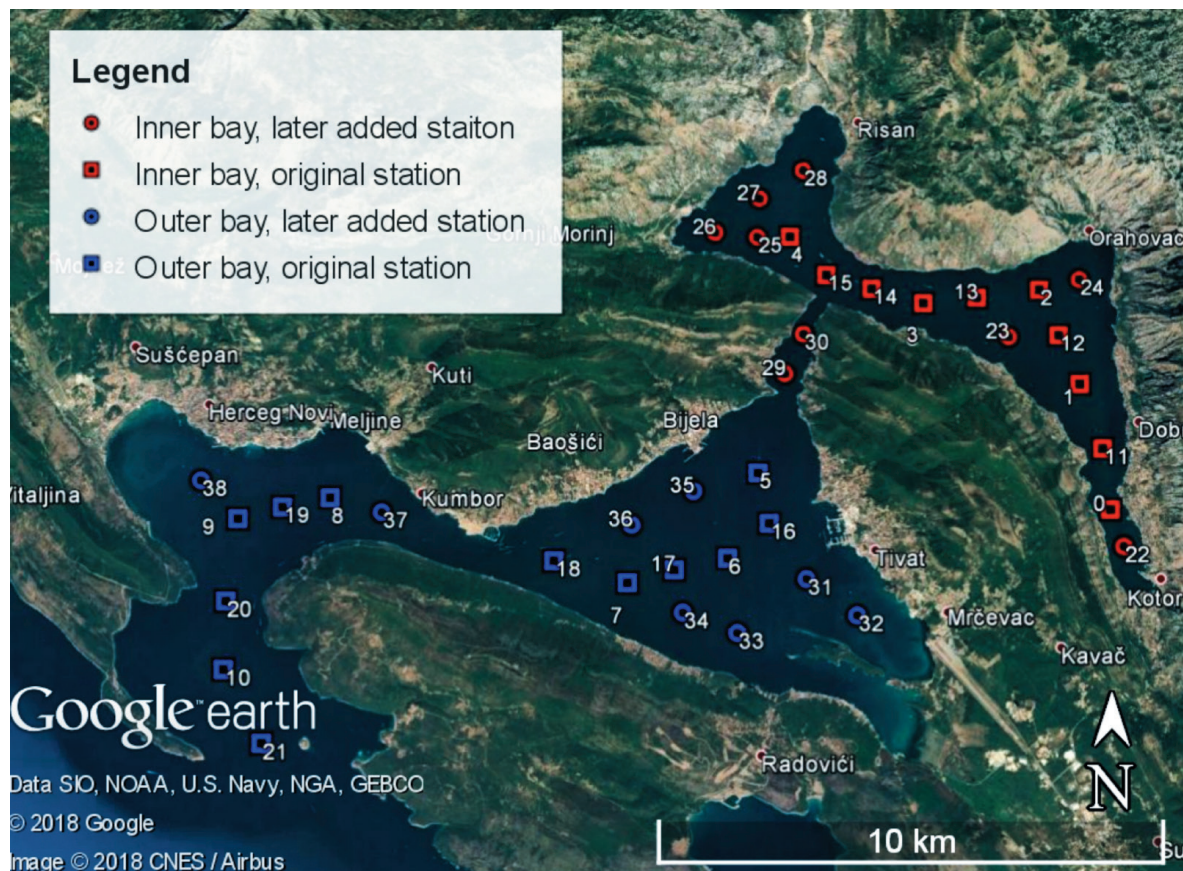 Legend
Inner bay, later added staiton
Inner bay, original station
Outer bay, later added station
Outer bay, original station
Risan
28
27
26
25
4
Morinj
Orahovac
24
15
14
13
2
3
23
12
30
29
1
Sušćepan
Kuti
Herceg Novi
Meljine
Baošići
Bijela
11
38
9
19
8
37
Kumbor
35
5
36
16
0
22
18
17
6
7
31
Tivat
Kotor
20
34
33
32
Mrčevac
Kavač
10
21
Google earth
Radovići
N
Data SIO, NOAA, U.S. Navy, NGA, GEBCO
© 2018 Google
Image © 2018 CNES / Airbus
10 km